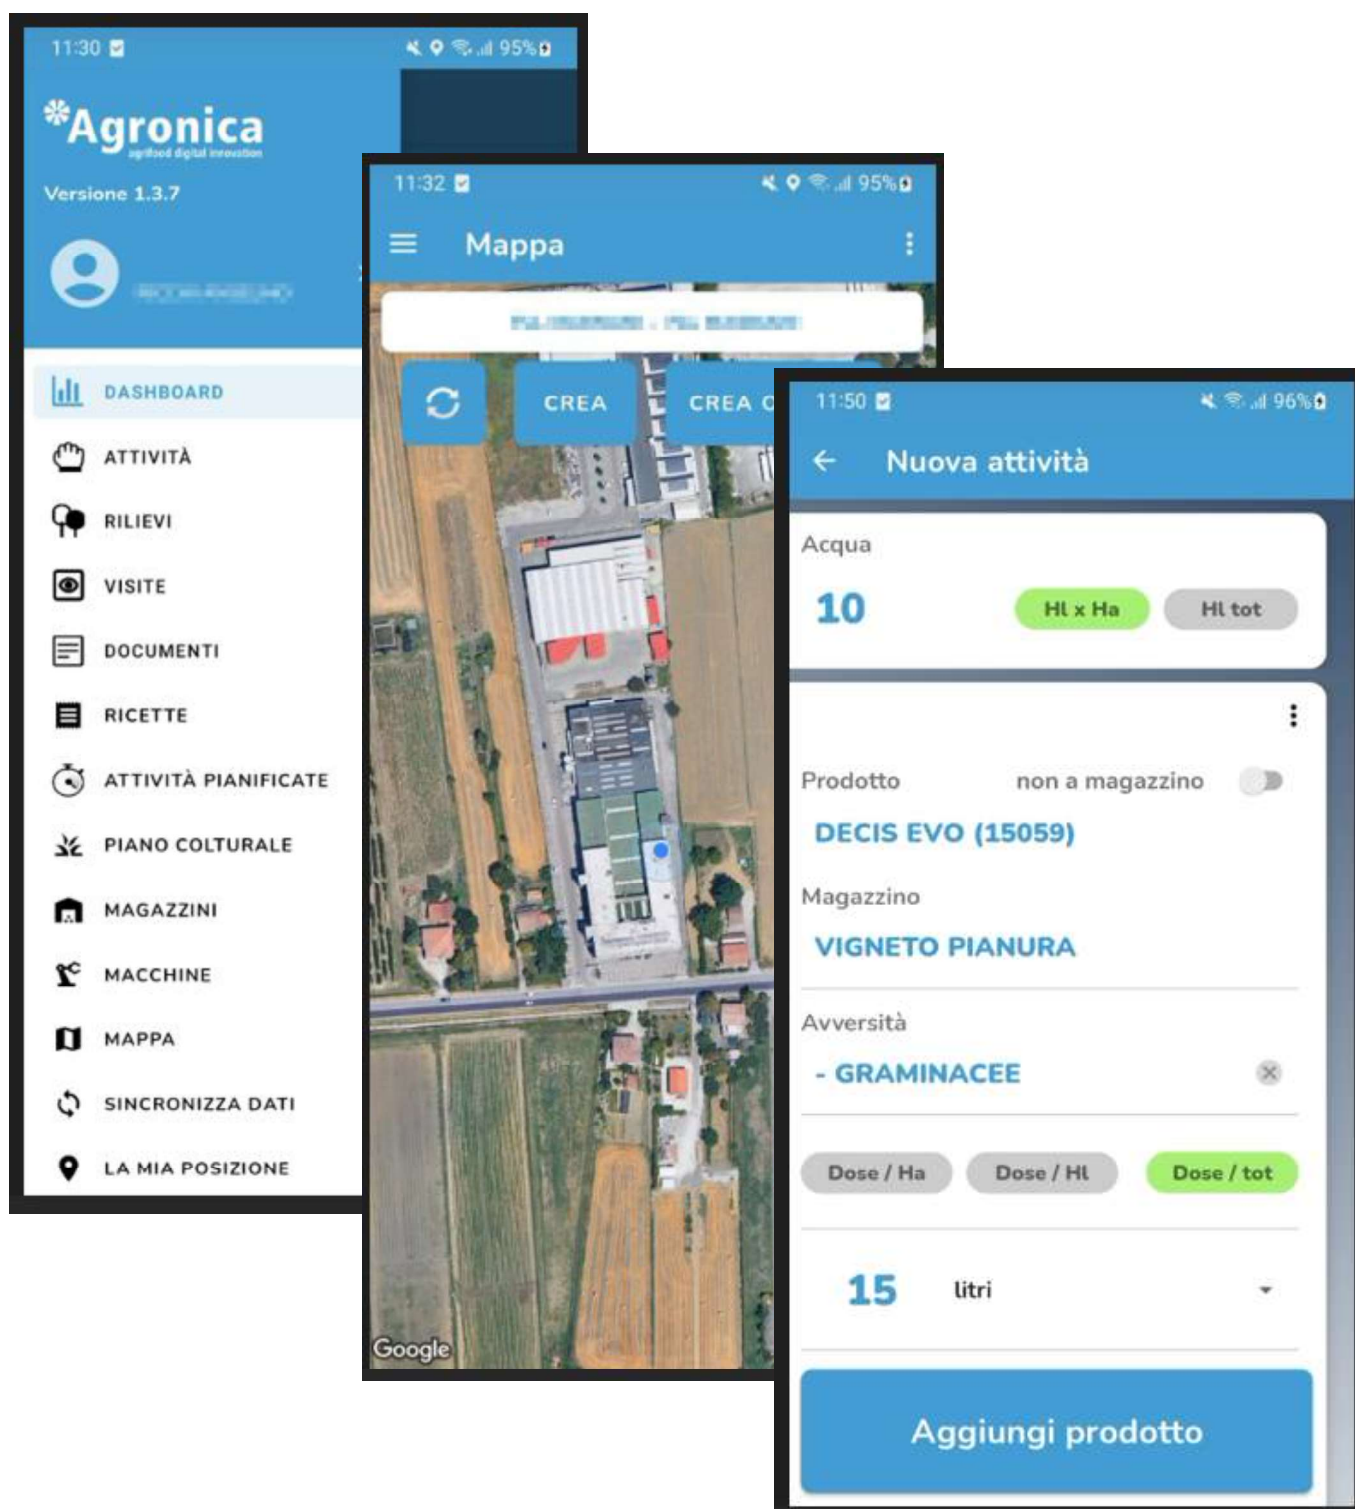 11:30
95%
*Agronica
agrifood digital innovation
Versione 1.3.7
DASHBOARD
ATTIVITÀ
RILIEVI
VISITE
DOCUMENTI
RICETTE
ATTIVITÀ PIANIFICATE
PIANO COLTURALE
MAGAZZINI
MACCHINE
MAPPA
SINCRONIZZA DATI
LA MIA POSIZIONE
11:32
95%
Mappa
CREA
CREA
Google
11:50
96%
Nuova attività
Acqua
10 Hl x Ha Hl tot
Prodotto non a magazzino
DECIS EVO (15059)
Magazzino
VIGNETO PIANURA
Avversità
- GRAMINACEE
Dose / Ha Dose / Hl Dose / tot
15 litri
Aggiungi prodotto